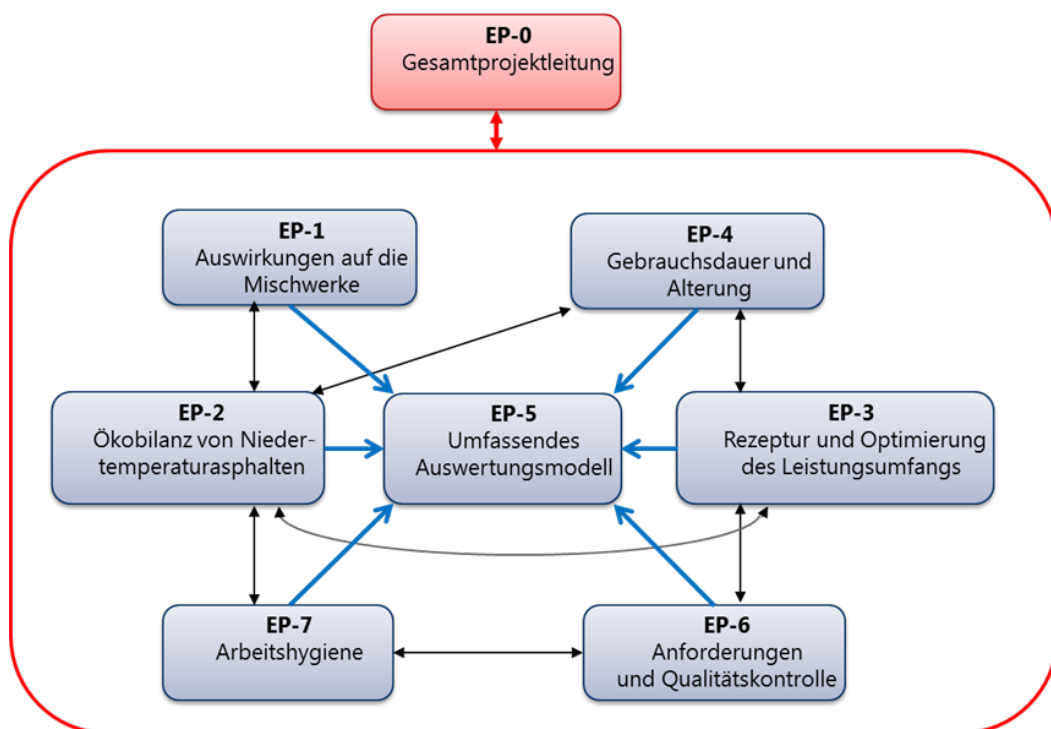 EP-0
Gesamtprojektleitung
EP-1
Auswirkungen auf die
Mischwerke
EP-4
Gebrauchsdauer und
Alterung
EP-2
Ökobilanz von Nieder-
temperaturasphalten
EP-5
Umfassendes
Auswertungsmodell
EP-3
Rezeptur und Optimierung
des Leistungsumfangs
EP-7
Arbeitshygiene
EP-6
Anforderungen
und Qualitätskontrolle